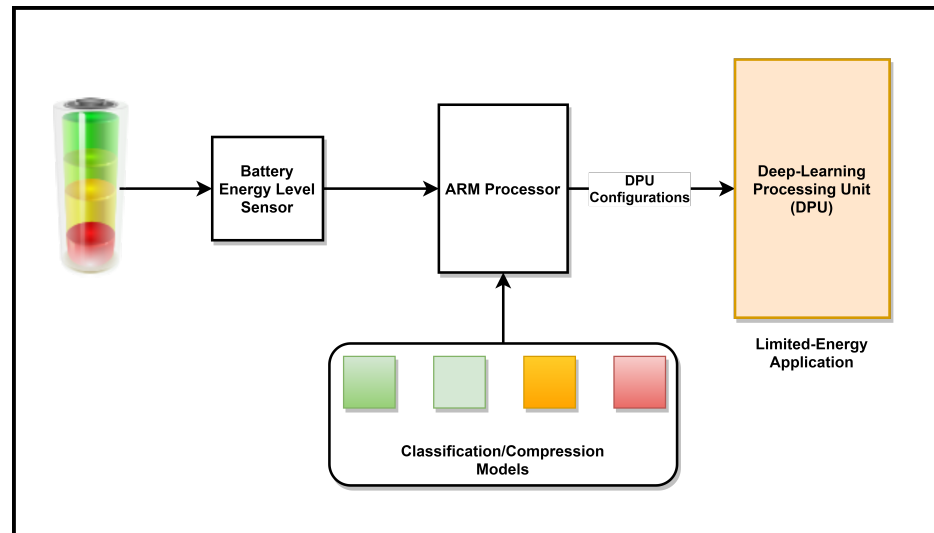 Battery
Energy Level
Sensor
ARM Processor
DPU
Configurations
Deep-Learning
Processing Unit
(DPU)
Limited-Energy
Application
Classification/Compression
Models